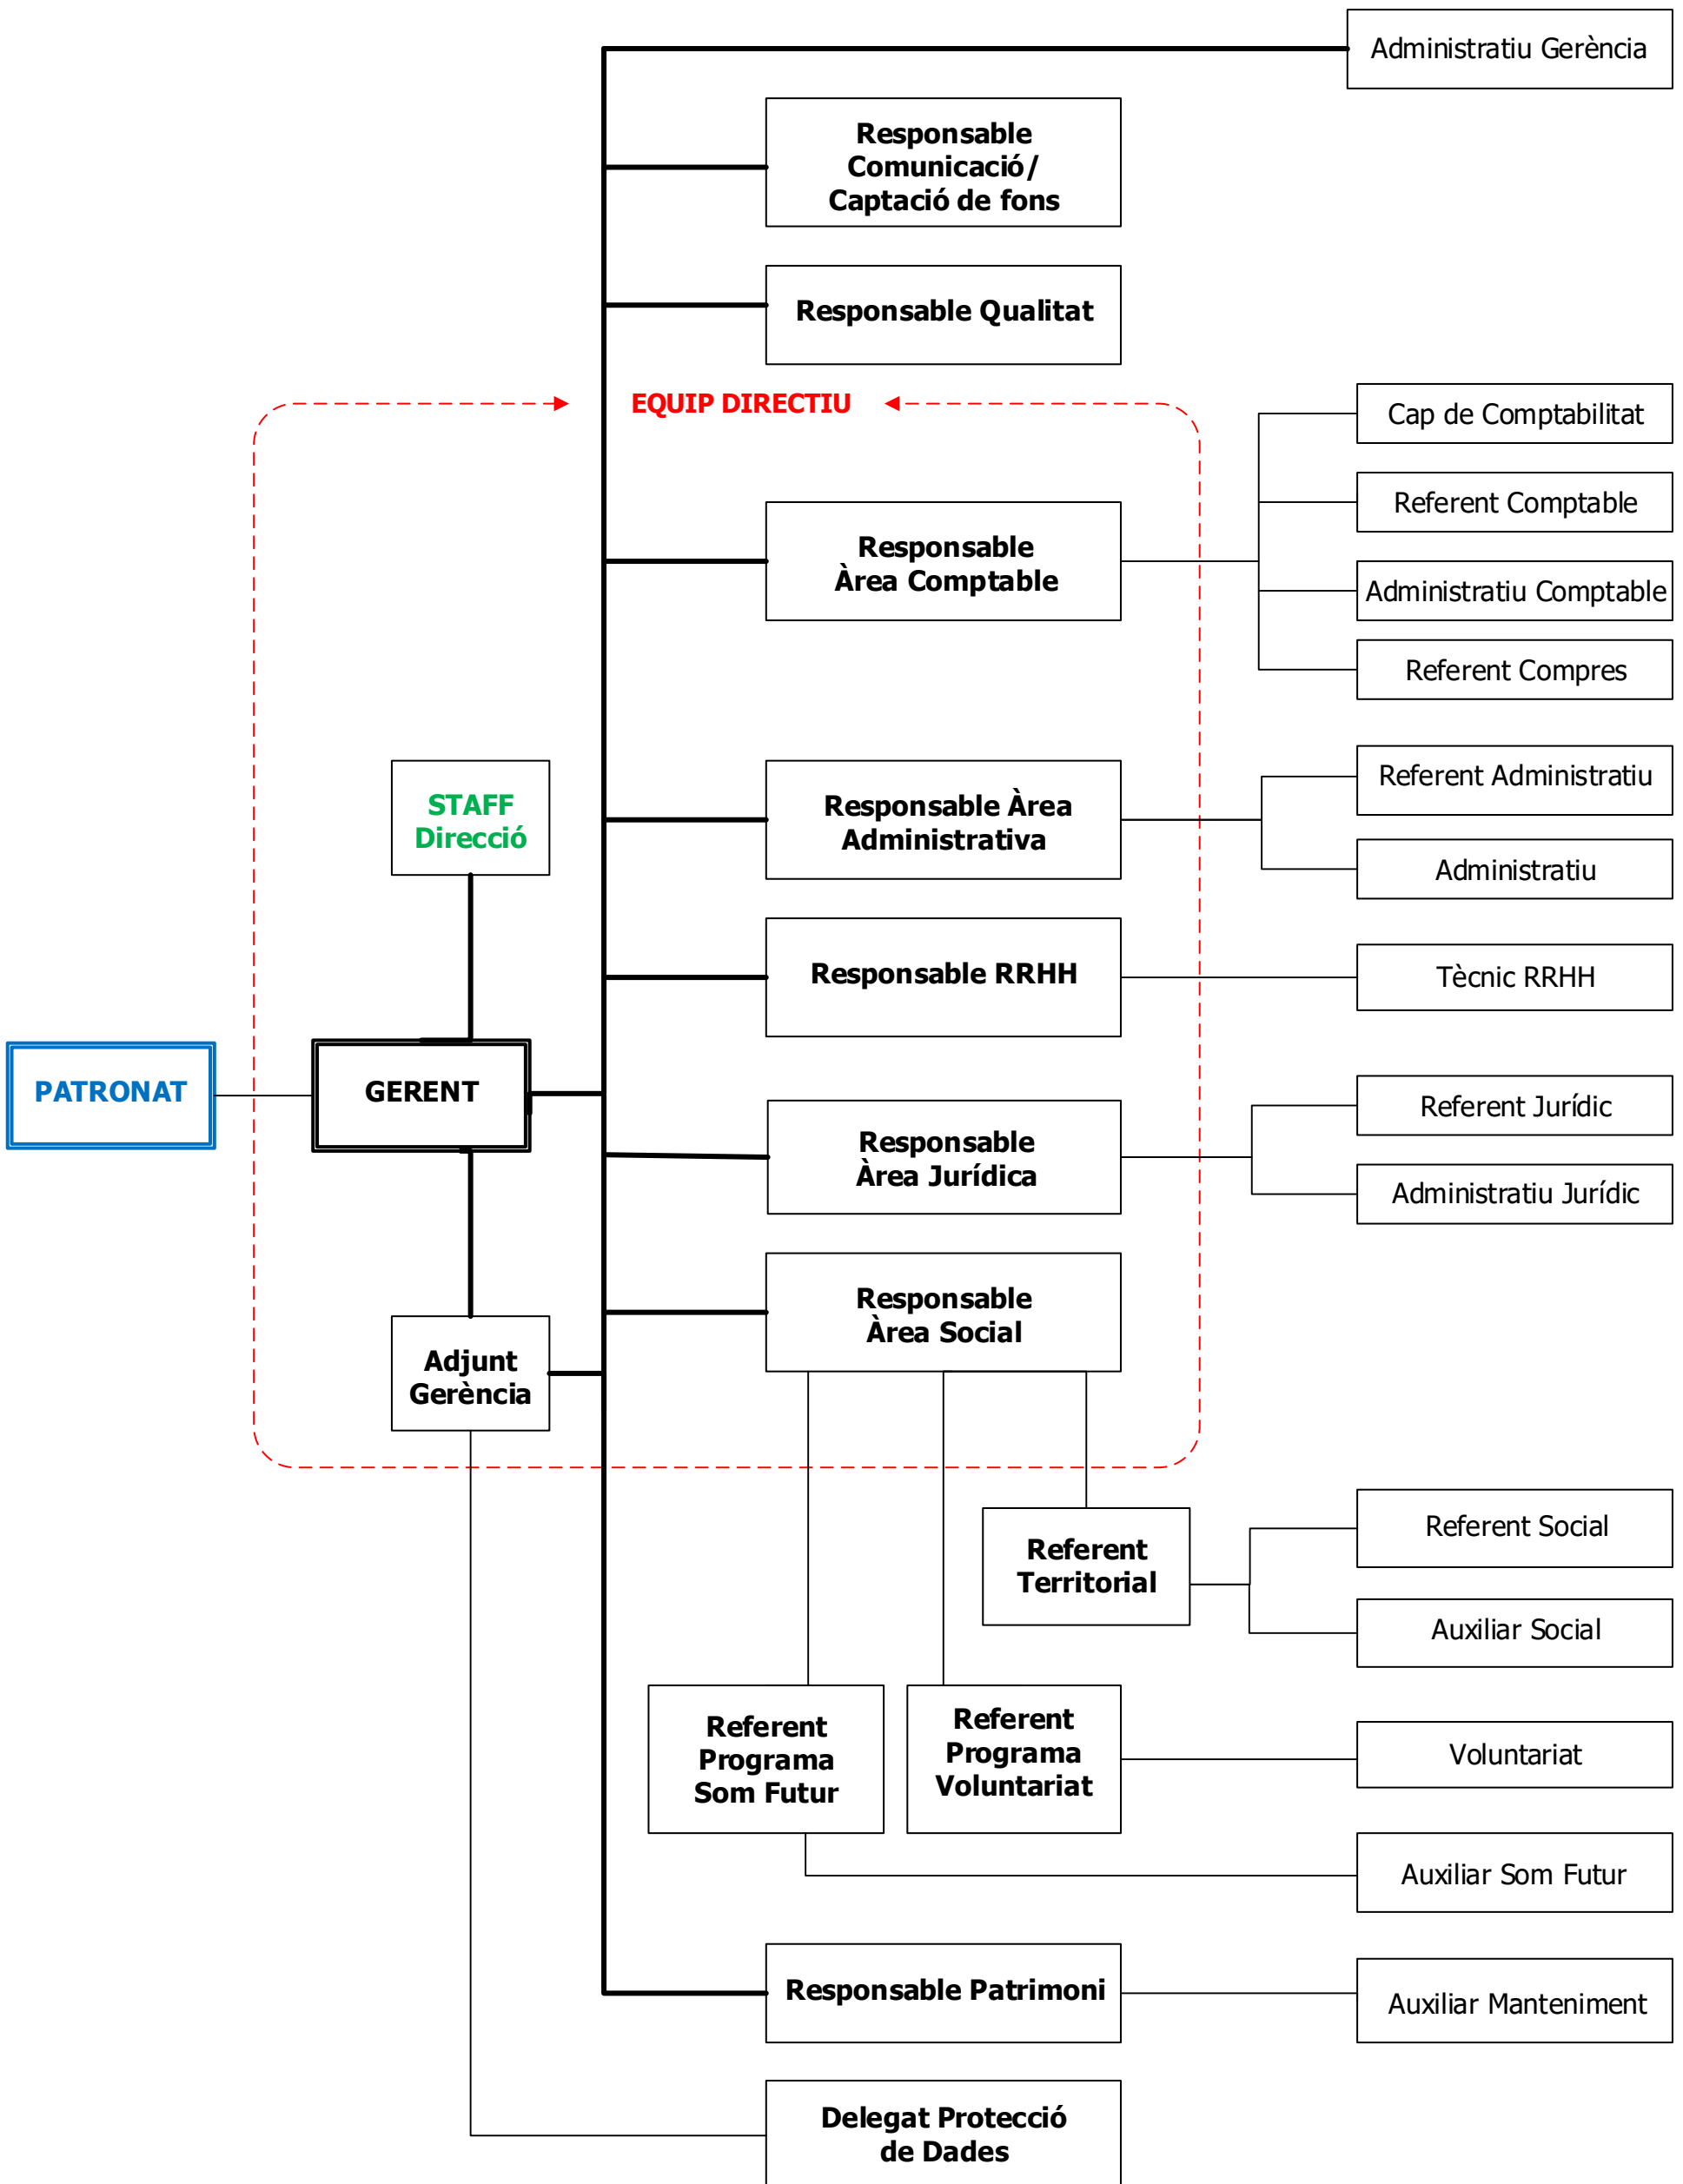 Administratiu Gerència
Responsable
Comunicació/
Captació de fons
Responsable Qualitat
EQUIP DIRECTIU
Cap de Comptabilitat
Referent Comptable
Responsable
Àrea Comptable
Administratiu Comptable
Referent Compres
STAFF
Direcció
Responsable Àrea
Administrativa
Referent Administratiu
Administratiu
Responsable RRHH
Tècnic RRHH
PATRONAT
GERENT
Responsable
Àrea Jurídica
Referent Jurídic
Administratiu Jurídic
Responsable
Àrea Social
Adjunt
Gerència
Referent
Territorial
Referent Social
Auxiliar Social
Referent
Programa
Som Futur
Referent
Programa
Voluntariat
Voluntariat
Auxiliar Som Futur
Responsable Patrimoni
Auxiliar Manteniment
Delegat Protecció
de Dades